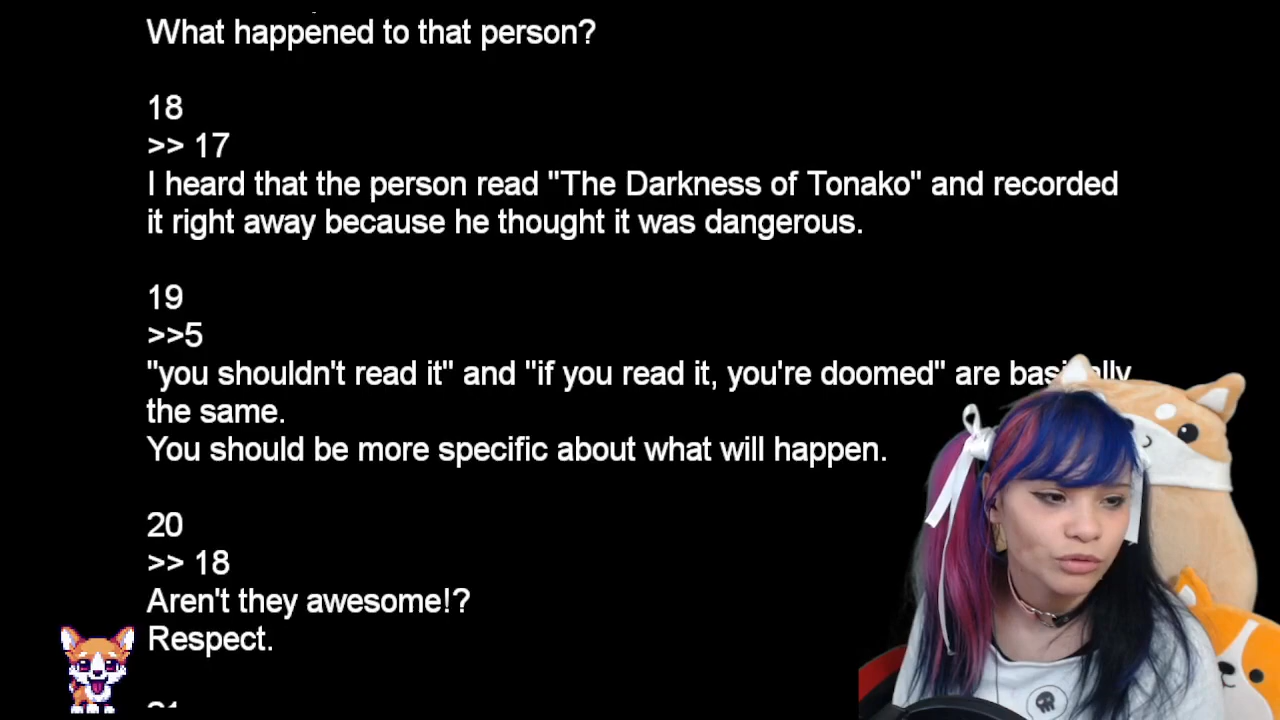 What happened to that person?
18
>> 17
I heard that the person read "The Darkness of Tonako" and recorded
it right away because he thought it was dangerous.
19
>>5
"you shouldn't read it" and "if you read it, you're doomed" are
the same.
You should be more specific about what will happen.
20
>> 18
Aren't they awesome!?
Respect.